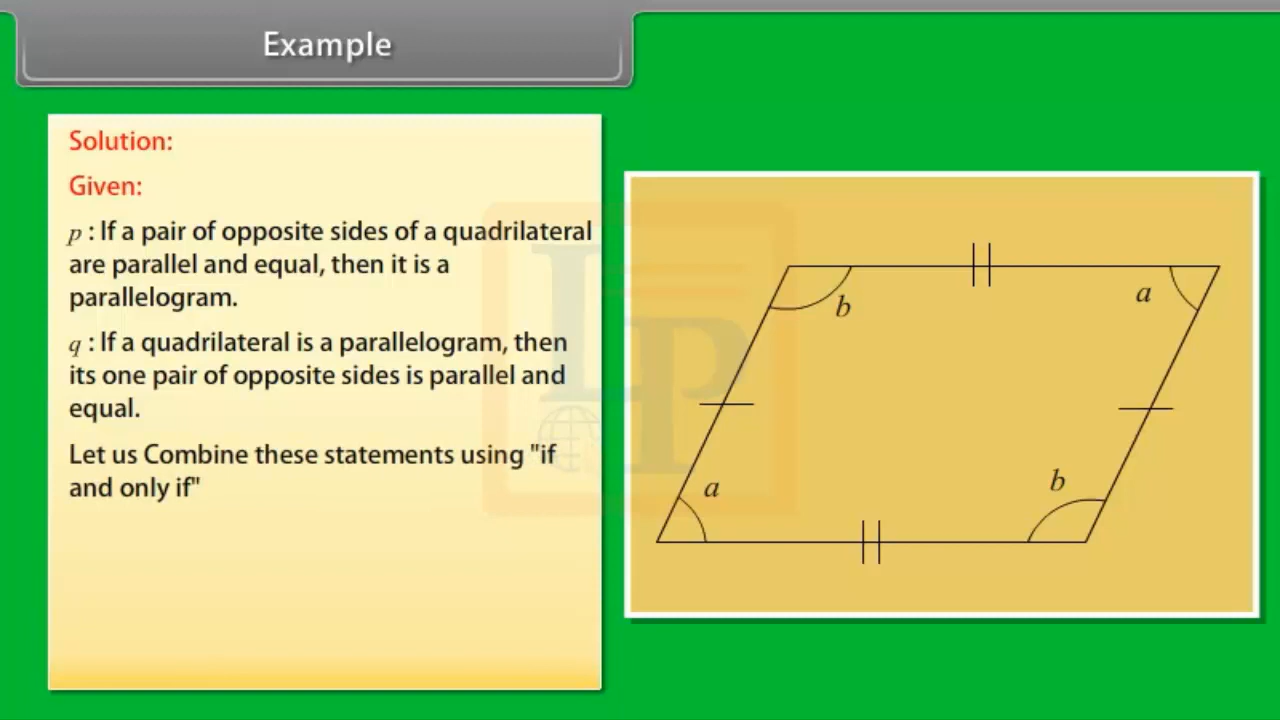 Example
Solution:
Given:
p : If a pair of opposite sides of a quadrilateral
are parallel and equal, then it is a
parallelogram.
q : If a quadrilateral is a parallelogram, then
its one pair of opposite sides is parallel and
equal.
Let us Combine these statements using "if
and only if"
b
a
a
b
LP